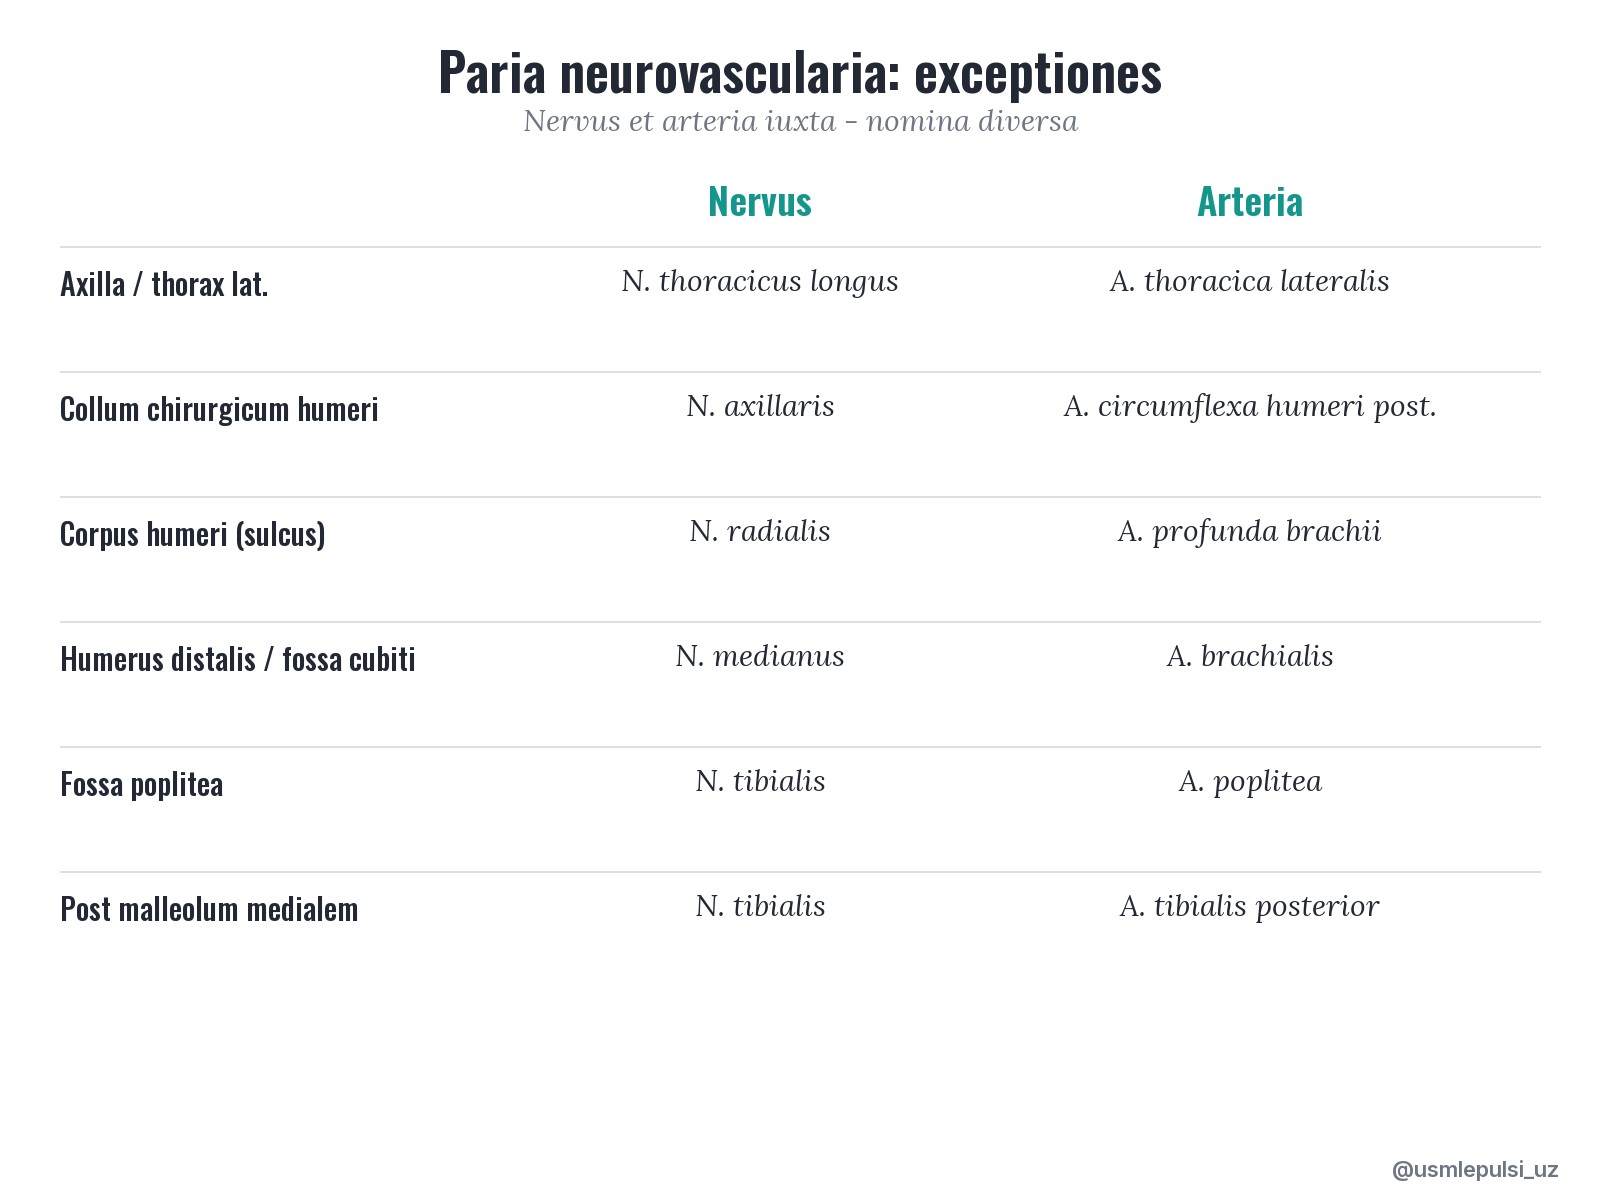 Paria neurovascularia: exceptiones
Nervus et arteria iuxta - nomina diversa
Nervus Arteria
Axilla / thorax lat. N. thoracicus longus A. thoracica lateralis
Collum chirurgicum humeri N. axillaris A. circumflexa humeri post.
Corpus humeri (sulcus) N. radialis A. profunda brachii
Humerus distalis / fossa cubiti N. medianus A. brachialis
Fossa poplitea N. tibialis A. poplitea
Post malleolum medialem N. tibialis A. tibialis posterior
@usmlepulsi_uz